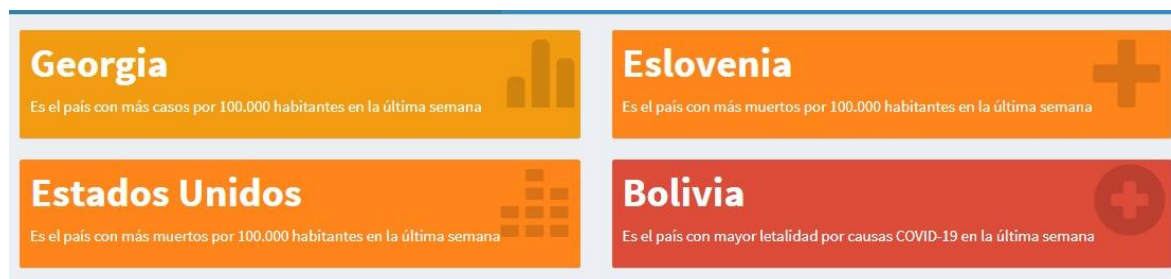 Georgia
Es el país con más casos por 100.000 habitantes en la última semana
Eslovenia
Es el país con más muertos por 100.000 habitantes en la última semana
Estados Unidos
Es el país con más muertos por 100.000 habitantes en la última semana
Bolivia
Es el país con mayor letalidad por causas COVID-19 en la última semana